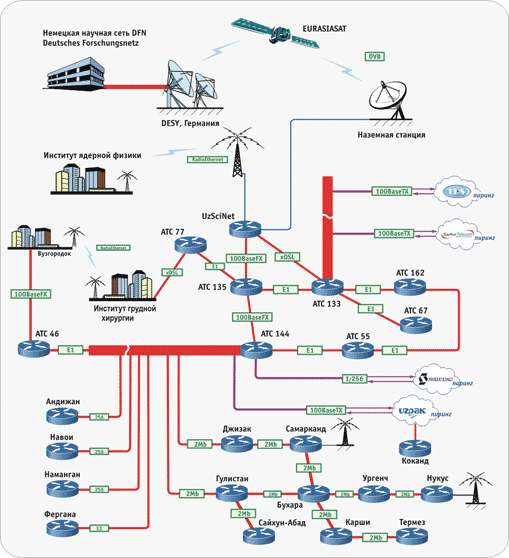 Немецкая научная сеть DFN
Deutsches Forschungsnetz
EURASIASAT
DVB
DESY, Германия
Наземная станция
Институт ядерной физики
RadioEthernet
UzSciNet
100BaseTX
пиринг
100BaseTX
Sarkor Telecom
пиринг
Вузгородок
RadioEthernet
АТС 77
xDSL
E1
100BaseFX
xDSL
АТС 135
E1
АТС 133
E1
АТС 162
E1
АТС 67
100BaseFX
Институт грудной
хирургии
100BaseFX
АТС 46
E1
АТС 144
E1
АТС 55
E1
1/256
пиринг
100BaseTX
UZPAK
пиринг
Коканд
Андижан
256
Навои
256
Наманган
256
Фергана
E1
Джизак
2Mb
2Mb
Самарканд
2Mb
Гулистан
2Mb
2Mb
Бухара
2Mb
Ургенч
2Mb
Нукус
2Mb
Сайхун-Абад
2Mb
Карши
2Mb
Термез